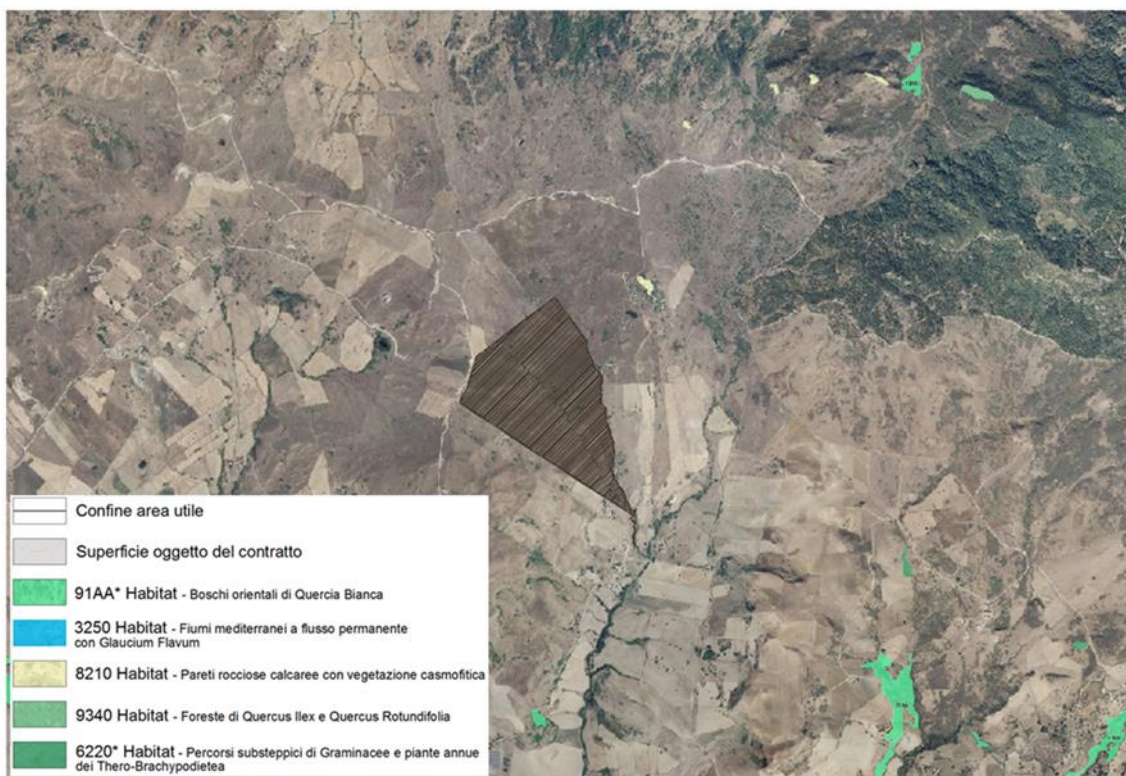 Confine area utile
Superficie oggetto del contratto
91AA* Habitat - Boschi orientali di Quercia Bianca
3250 Habitat - Fiumi mediterranei a flusso permanente
con Glaucium Flavum
8210 Habitat - Pareti rocciose calcaree con vegetazione casmofitica
9340 Habitat - Foreste di Quercus Ilex e Quercus Rotundifolia
6220* Habitat - Percorsi substeppici di Graminacee e piante annue
dei Thero-Brachypodietea